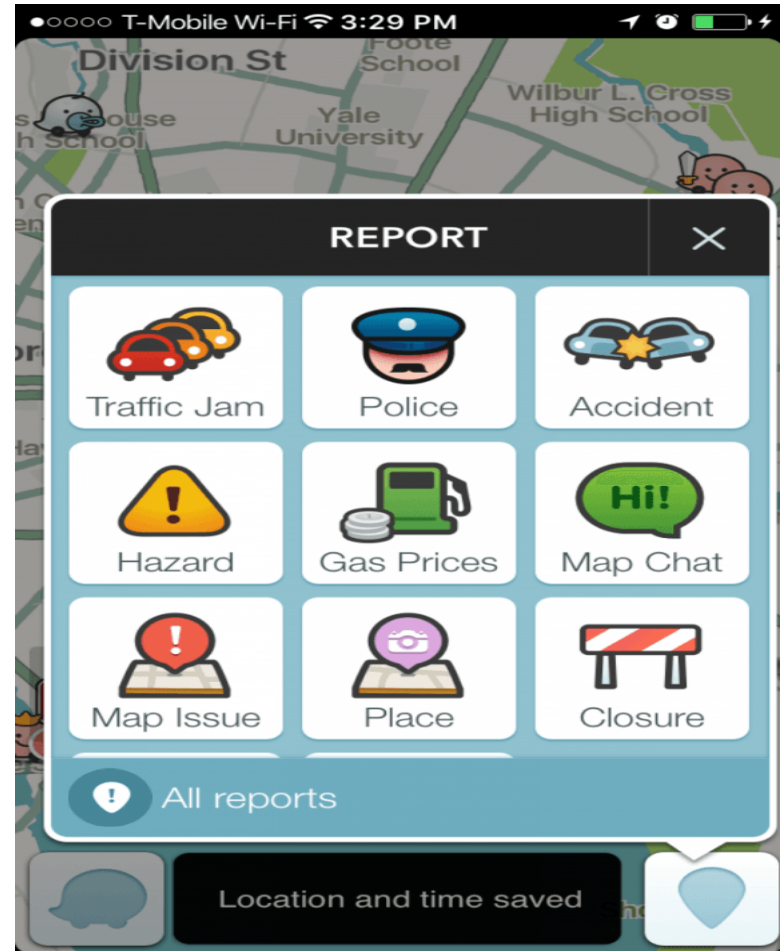 T-Mobile Wi-Fi 3:29 PM
Division St
Foote
School
Wilbur L. Cross
High School
ouse
h School
Yale
University
REPORT
Traffic Jam
Police
Accident
!
Hi!
Hazard
Gas Prices
Map Chat
!
Map Issue
Place
Closure
! All reports
Location and time saved